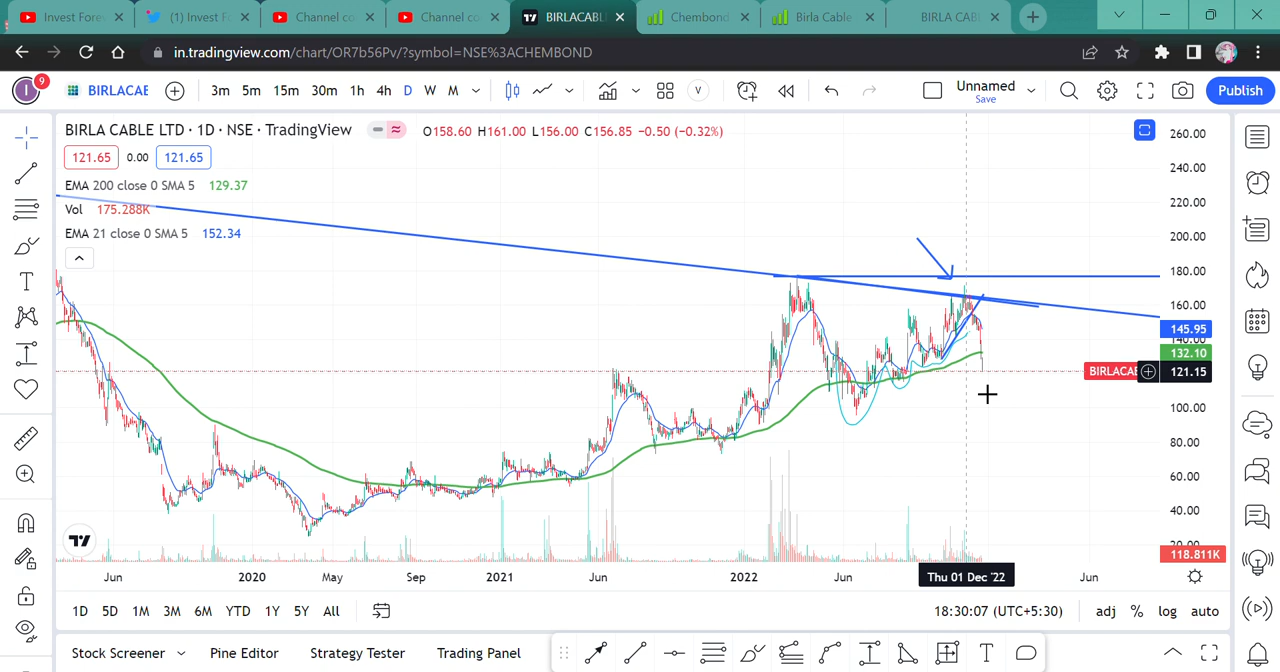 Invest Forev
(1) Invest F
Channel co
Channel co
BIRLACABL
Chembond
Birla Cable
BIRLA CAB
in.tradingview.com/chart/OR7b56Pv/?symbol=NSE%3ACHEMBOND
I 9
BIRLACAE
3m 5m 15m 30m 1h 4h D W M
V
Unnamed
Save
Publish
BIRLA CABLE LTD · 1D · NSE · TradingView
O158.60 H161.00 L156.00 C156.85 -0.50 (-0.32%)
121.65 0.00 121.65
EMA 200 close 0 SMA 5 129.37
Vol 175.288K
EMA 21 close 0 SMA 5 152.34
260.00
240.00
220.00
200.00
180.00
160.00
145.95
140.00
132.10
BIRLACAE 121.15
100.00
80.00
60.00
40.00
20.00
118.811K
Jun 2020 May Sep 2021 Jun 2022 Jun Thu 01 Dec '22 Jun
1D 5D 1M 3M 6M YTD 1Y 5Y All
18:30:07 (UTC+5:30) adj % log auto
Stock Screener Pine Editor Strategy Tester Trading Panel